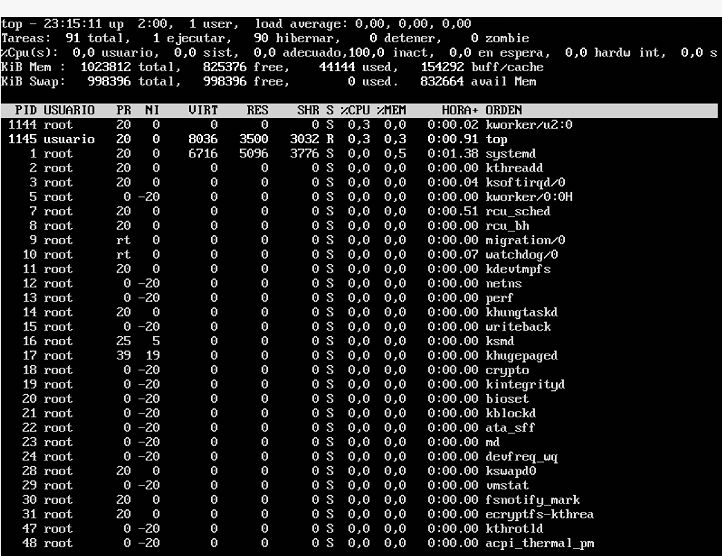 top - 23:15:11 up  2:00,  1 user,  load average: 0,00, 0,00, 0,00
Tareas:  91 total,   1 ejecutar,   90 hibernar,    0 detener,    0 zombie
%Cpu(s):  0,0 usuario,  0,0 sist,  0,0 adecuado,100,0 inact,  0,0 en espera,  0,0 hardw int,  0,0 s
KiB Mem :  1023812 total,   825376 free,    44144 used,   154292 buff/cache
KiB Swap:   998396 total,   998396 free,        0 used.   832664 avail Mem
PID USUARIO   PR  NI    VIRT    RES    SHR S %CPU %MEM     HORA+ ORDEN
1144 root      20   0       0      0      0 S  0,3  0,0   0:00.02 kworker/u2:0
1145 usuario   20   0    8036   3500   3032 R  0,3  0,3   0:00.91 top
1 root      20   0    6716   5096   3776 S  0,0  0,5   0:01.38 systemd
2 root      20   0       0      0      0 S  0,0  0,0   0:00.00 kthreadd
3 root      20   0       0      0      0 S  0,0  0,0   0:00.04 ksoftirqd/0
5 root       0 -20       0      0      0 S  0,0  0,0   0:00.00 kworker/0:0H
7 root      20   0       0      0      0 S  0,0  0,0   0:00.51 rcu_sched
8 root      20   0       0      0      0 S  0,0  0,0   0:00.00 rcu_bh
9 root      rt   0       0      0      0 S  0,0  0,0   0:00.00 migration/0
10 root      rt   0       0      0      0 S  0,0  0,0   0:00.07 watchdog/0
11 root      20   0       0      0      0 S  0,0  0,0   0:00.00 kdevtmpfs
12 root       0 -20       0      0      0 S  0,0  0,0   0:00.00 netns
13 root       0 -20       0      0      0 S  0,0  0,0   0:00.00 perf
14 root      20   0       0      0      0 S  0,0  0,0   0:00.00 khungtaskd
15 root       0 -20       0      0      0 S  0,0  0,0   0:00.00 writeback
16 root      25   5       0      0      0 S  0,0  0,0   0:00.00 ksmd
17 root      39  19       0      0      0 S  0,0  0,0   0:00.00 khugepaged
18 root       0 -20       0      0      0 S  0,0  0,0   0:00.00 crypto
19 root       0 -20       0      0      0 S  0,0  0,0   0:00.00 kintegrityd
20 root       0 -20       0      0      0 S  0,0  0,0   0:00.00 bioset
21 root       0 -20       0      0      0 S  0,0  0,0   0:00.00 kblockd
22 root       0 -20       0      0      0 S  0,0  0,0   0:00.00 ata_sff
23 root       0 -20       0      0      0 S  0,0  0,0   0:00.00 md
24 root       0 -20       0      0      0 S  0,0  0,0   0:00.00 devfreq_wq
28 root      20   0       0      0      0 S  0,0  0,0   0:00.00 kswapd0
29 root       0 -20       0      0      0 S  0,0  0,0   0:00.00 vmstat
30 root      20   0       0      0      0 S  0,0  0,0   0:00.00 fsnotify_mark
31 root      20   0       0      0      0 S  0,0  0,0   0:00.00 ecryptfs-kthrea
47 root       0 -20       0      0      0 S  0,0  0,0   0:00.00 kthrotld
48 root       0 -20       0      0      0 S  0,0  0,0   0:00.00 acpi_thermal_pm